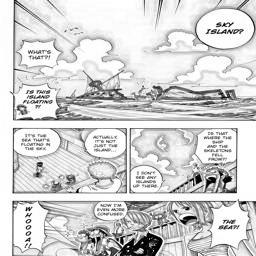 SKY
ISLAND?
WHAT'S
THAT?!
IS THIS
ISLAND
FLOATING
?!
IS THAT
WHERE THE
SHIP
AND THE
SKELETONS
FELL
FROM?!
I DON'T
SEE ANY
ISLANDS
UP THERE.
ACTUALLY,
IT'S NOT
JUST THE
ISLAND...
IT'S THE
SEA THAT'S
FLOATING IN
THE SKY.
THE
SEA?!
NOW I'M
EVEN MORE
CONFUSED.
WHOOOA!!